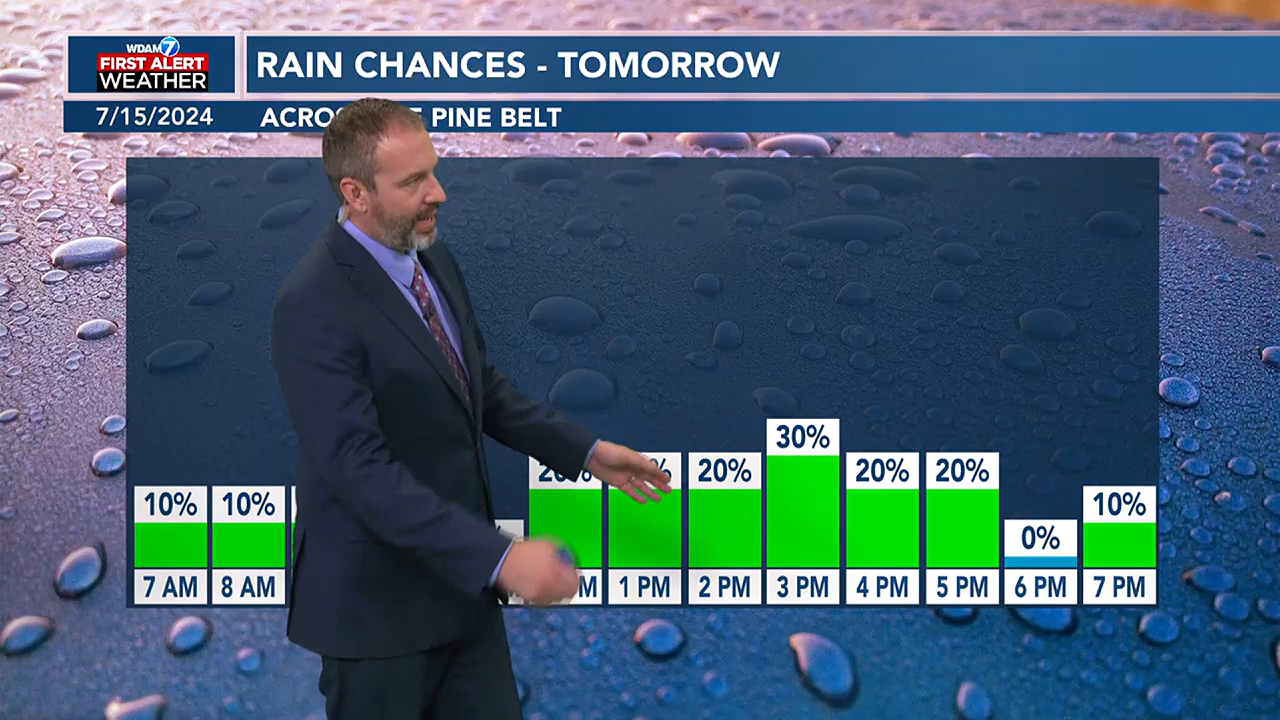 WDAM 7
FIRST ALERT
WEATHER
RAIN CHANCES - TOMORROW
7/15/2024
PINE BELT
30%
20% 20% 20%
10% 10% 10%
0%
7 AM 8 AM 1 PM 2 PM 3 PM 4 PM 5 PM 6 PM 7 PM